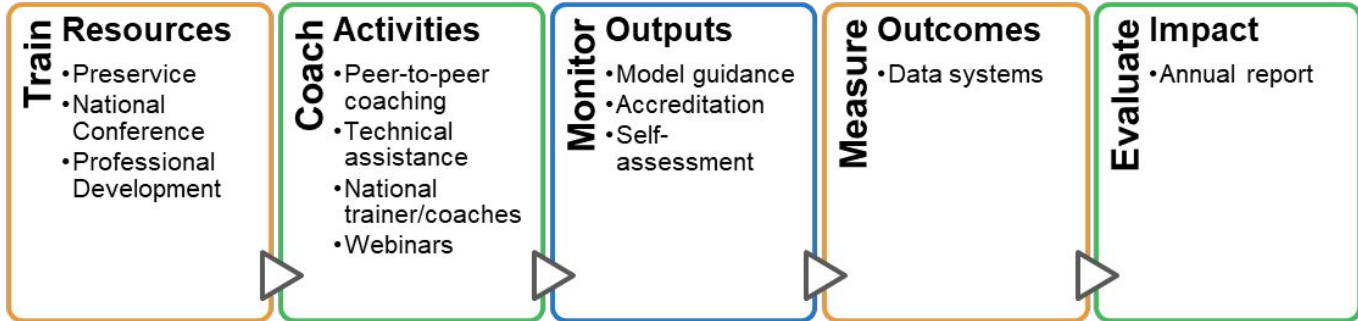 Train
Resources
•Preservice
•National
Conference
•Professional
Development
Coach
Activities
•Peer-to-peer
coaching
•Technical
assistance
•National
trainer/coaches
•Webinars
Monitor
Outputs
•Model guidance
•Accreditation
•Self-
assessment
Measure
Outcomes
•Data systems
Evaluate
Impact
•Annual report